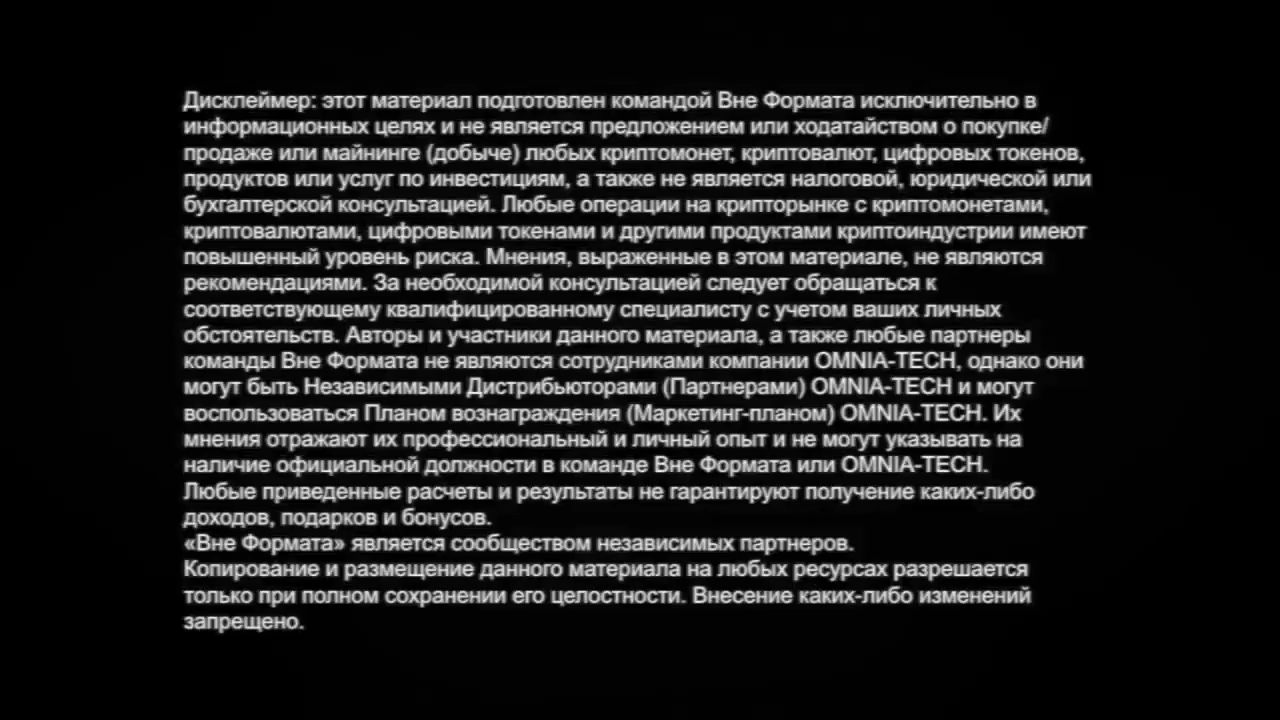 Дисклеймер: этот материал подготовлен командой Вне Формата исключительно в
информационных целях и не является предложением или ходатайством о покупке/
продаже или майнинге (добыче) любых криптомонет, криптовалют, цифровых токенов,
продуктов или услуг по инвестициям, а также не является налоговой, юридической или
бухгалтерской консультацией. Любые операции на крипторынке с криптомонетами,
криптовалютами, цифровыми токенами и другими продуктами криптоиндустрии имеют
повышенный уровень риска. Мнения, выраженные в этом материале, не являются
рекомендациями. За необходимой консультацией следует обращаться к
соответствующему квалифицированному специалисту с учетом ваших личных
обстоятельств. Авторы и участники данного материала, а также любые партнеры
команды Вне Формата не являются сотрудниками компании OMNIA-TECH, однако они
могут быть Независимыми Дистрибьюторами (Партнерами) OMNIA-TECH и могут
воспользоваться Планом вознаграждения (Маркетинг-планом) OMNIA-TECH. Их
мнения отражают их профессиональный и личный опыт и не могут указывать на
наличие официальной должности в команде Вне Формата или OMNIA-TECH.
Любые приведенные расчеты и результаты не гарантируют получение каких-либо
доходов, подарков и бонусов.
«Вне Формата» является сообществом независимых партнеров.
Копирование и размещение данного материала на любых ресурсах разрешается
только при полном сохранении его целостности. Внесение каких-либо изменений
запрещено.